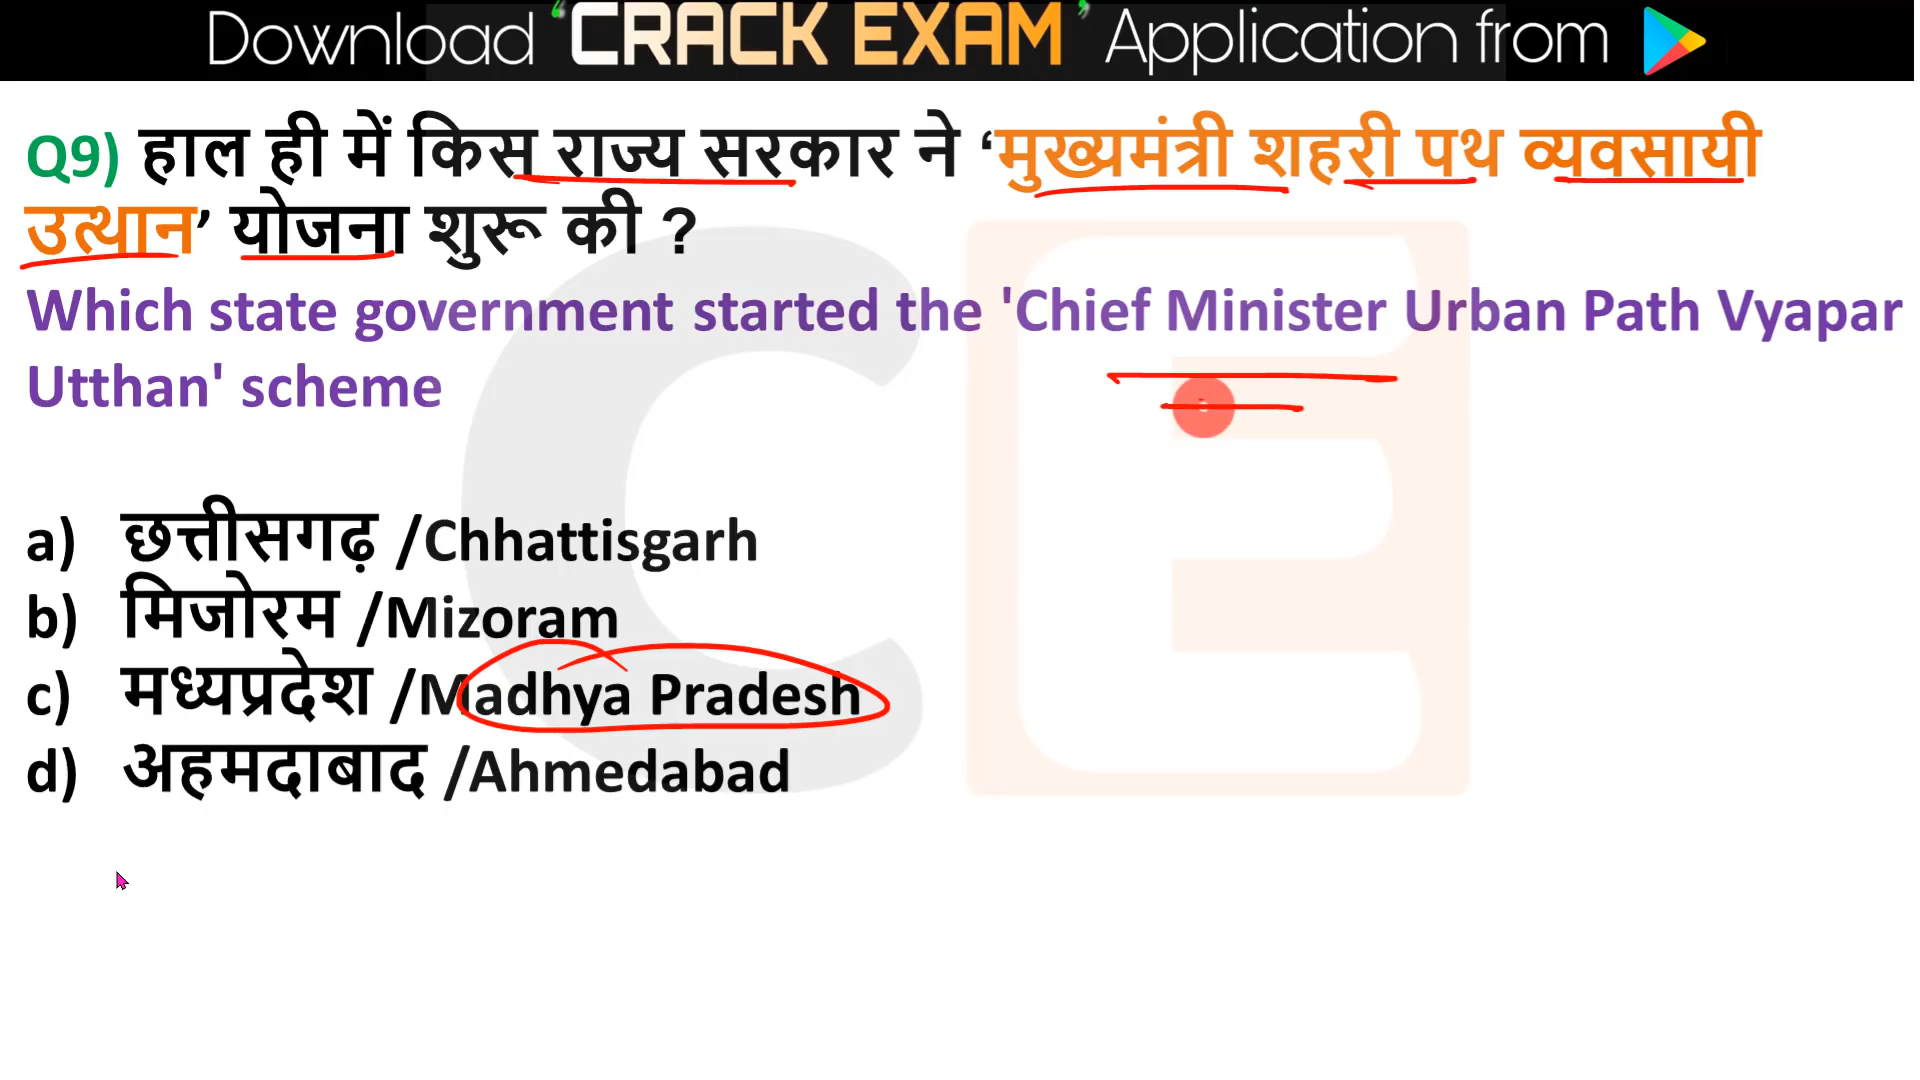 Download ‘CRACK EXAM’ Application from
Q9) हाल ही में किस राज्य सरकार ने ‘मुख्यमंत्री शहरी पथ व्यवसायी
उत्थान’ योजना शुरू की ?
Which state government started the 'Chief Minister Urban Path Vyapar
Utthan' scheme
a) छत्तीसगढ़ /Chhattisgarh
b) मिजोरम /Mizoram
c) मध्यप्रदेश /Madhya Pradesh
d) अहमदाबाद /Ahmedabad
CE